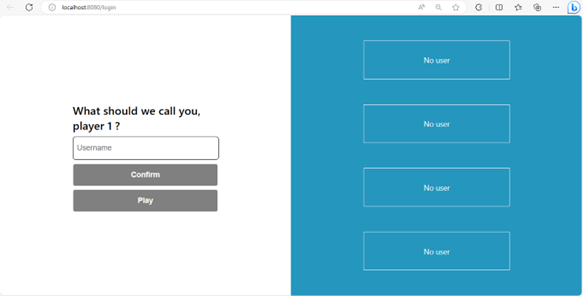 localhost:8080/login
What should we call you,
player 1 ?
Username
Confirm
Play
No user
No user
No user
No user